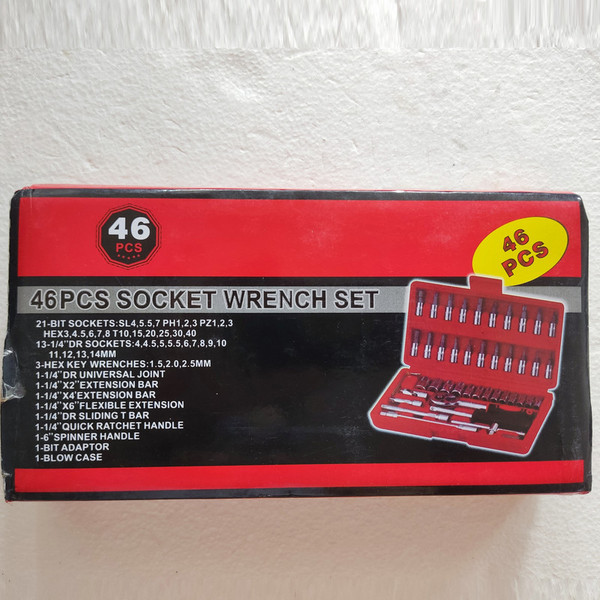 46
PCS
46
PCS
46PCS SOCKET WRENCH SET
21-BIT SOCKETS:SL4,5.5,7 PH1,2,3 PZ1,2,3
HEX3,4,5,6,7,8 T10,15,20,25,30,40
13-1/4"DR SOCKETS:4,4.5,5,5.5,6,7,8,9,10
11,12,13,14MM
3-HEX KEY WRENCHES:1.5,2.0,2.5MM
1-1/4"DR UNIVERSAL JOINT
1-1/4"X2"EXTENSION BAR
1-1/4"X4'EXTENSION BAR
1-1/4"X6"FLEXIBLE EXTENSION
1-1/4"DR SLIDING T BAR
1-1/4"QUICK RATCHET HANDLE
1-6"SPINNER HANDLE
1-BIT ADAPTOR
1-BLOW CASE